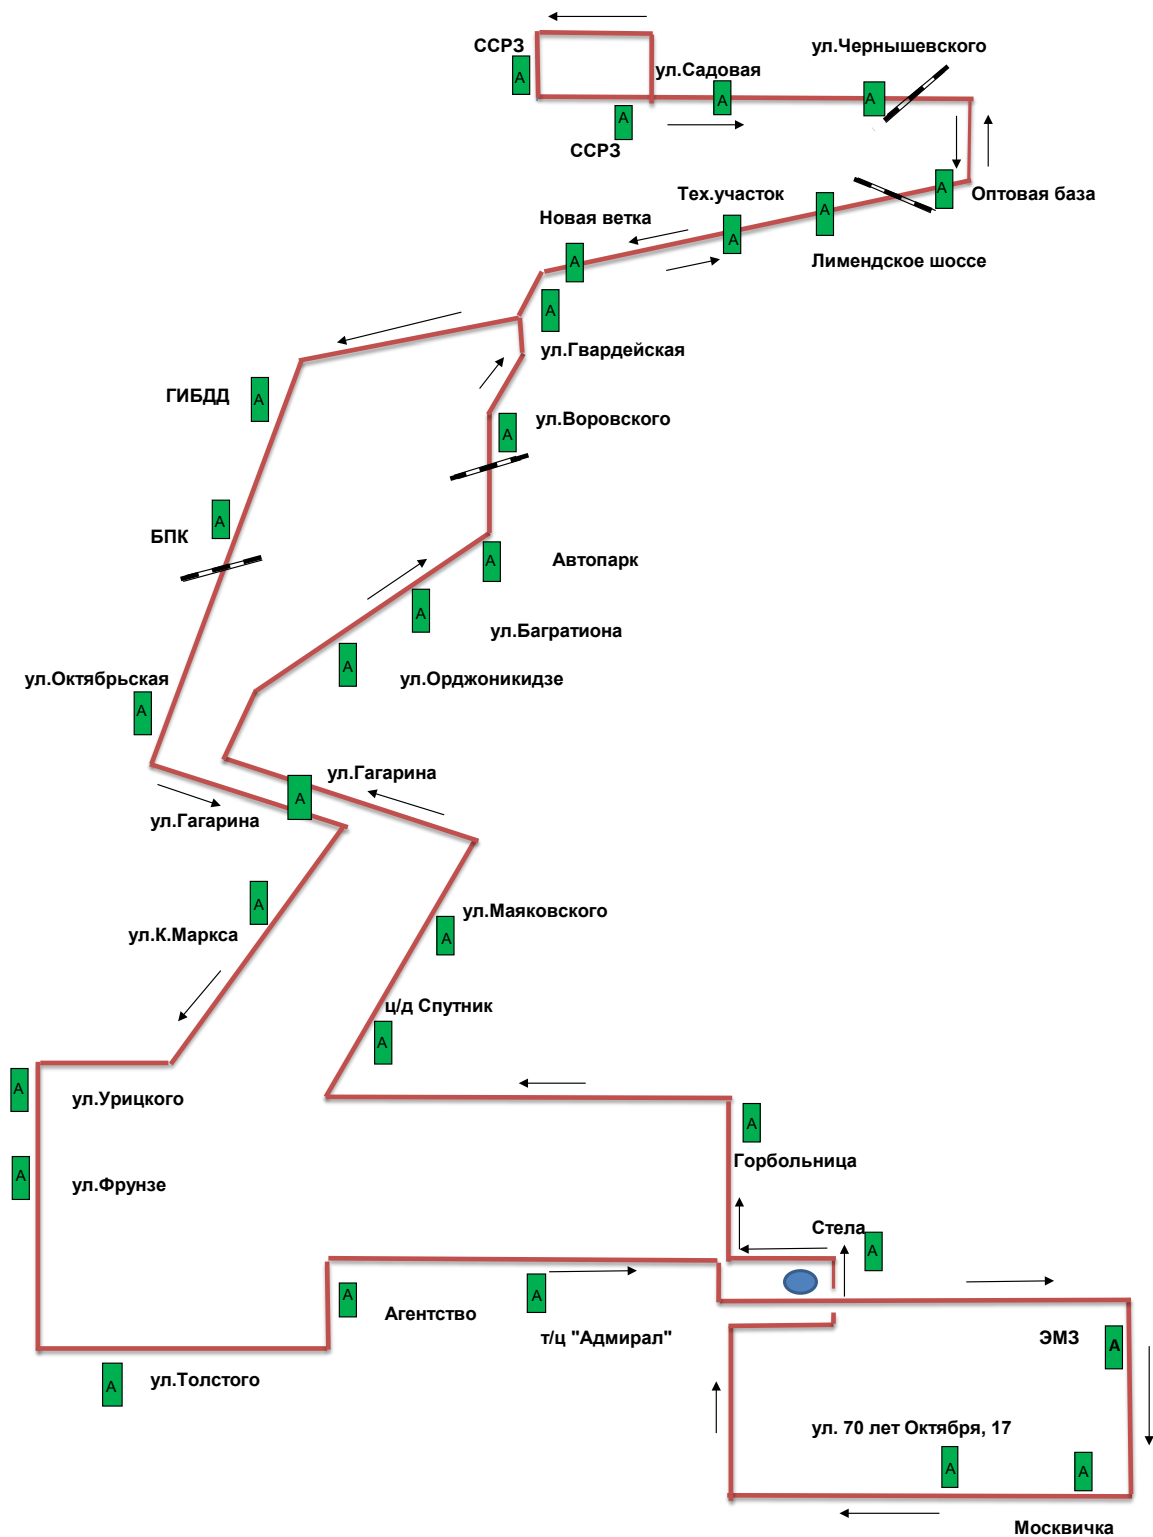 ССРЗ
А
ул.Чернышевского
ул.Садовая
А
А
А
ССРЗ
А
Оптовая база
Тех.участок
А
Новая ветка
А
Лимендское шоссе
А
А
ул.Гвардейская
ГИБДД
А
А
ул.Воровского
А
БПК
А
Автопарк
А
ул.Багратиона
А
ул.Орджоникидзе
ул.Октябрьская
А
ул.Гагарина
А
ул.Гагарина
А
ул.К.Маркса
ул.Маяковского
А
ц/д Спутник
А
А
ул.Урицкого
А
Горбольница
А
ул.Фрунзе
Стела
А
А
Агентство
А
т/ц "Адмирал"
ЭМЗ
А
А
ул.Толстого
ул. 70 лет Октября, 17
А
А
Москвичка